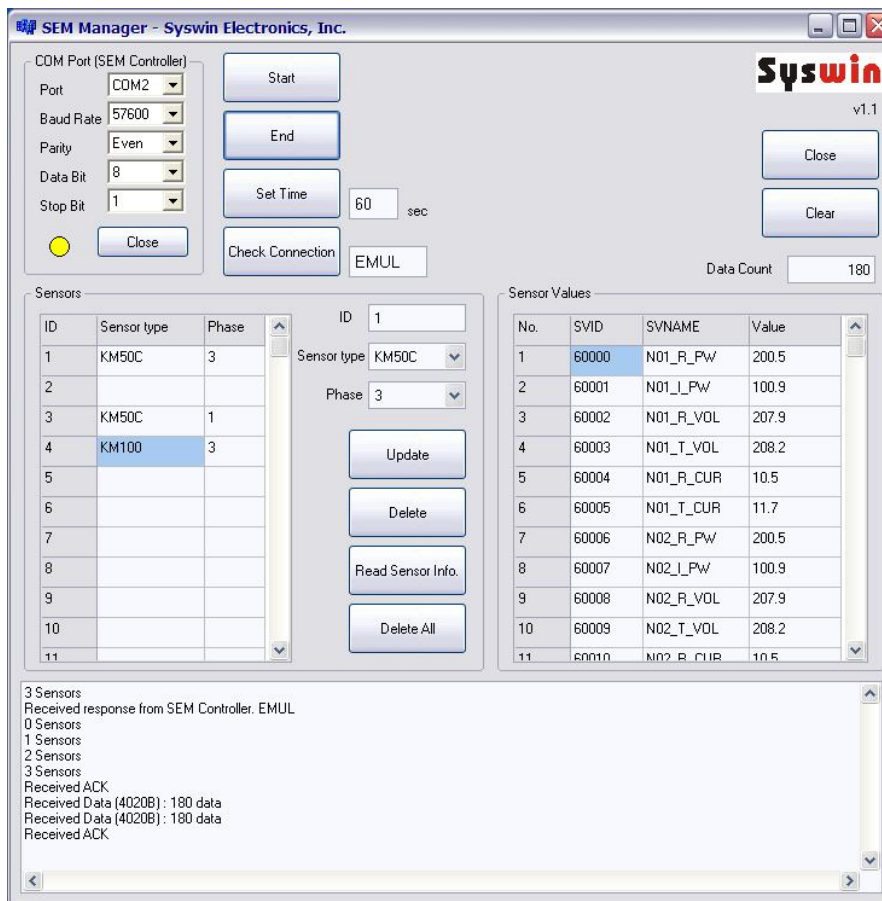 SEM Manager - Syswin Electronics, Inc.
COM Port (SEM Controller)
Port COM2
Baud Rate 57600
Parity Even
Data Bit 8
Stop Bit 1
Close
Start
End
Set Time 60 sec
Check Connection EMUL
Syswin
v1.1
Close
Clear
Data Count 180
Sensors
ID Sensor type Phase
1 KM50C 3
2
3 KM50C 1
4 KM100 3
5
6
7
8
9
10
11
ID 1
Sensor type KM50C
Phase 3
Update
Delete
Read Sensor Info.
Delete All
Sensor Values
No. SVID SVNAME Value
1 60000 N01_R_PW 200.5
2 60001 N01_I_PW 100.9
3 60002 N01_R_VOL 207.9
4 60003 N01_T_VOL 208.2
5 60004 N01_R_CUR 10.5
6 60005 N01_T_CUR 11.7
7 60006 N02_R_PW 200.5
8 60007 N02_I_PW 100.9
9 60008 N02_R_VOL 207.9
10 60009 N02_T_VOL 208.2
11 60010 N02_R_CUR 10.5
3 Sensors
Received response from SEM Controller. EMUL
0 Sensors
1 Sensors
2 Sensors
3 Sensors
Received ACK
Received Data (4020B) : 180 data
Received Data (4020B) : 180 data
Received ACK